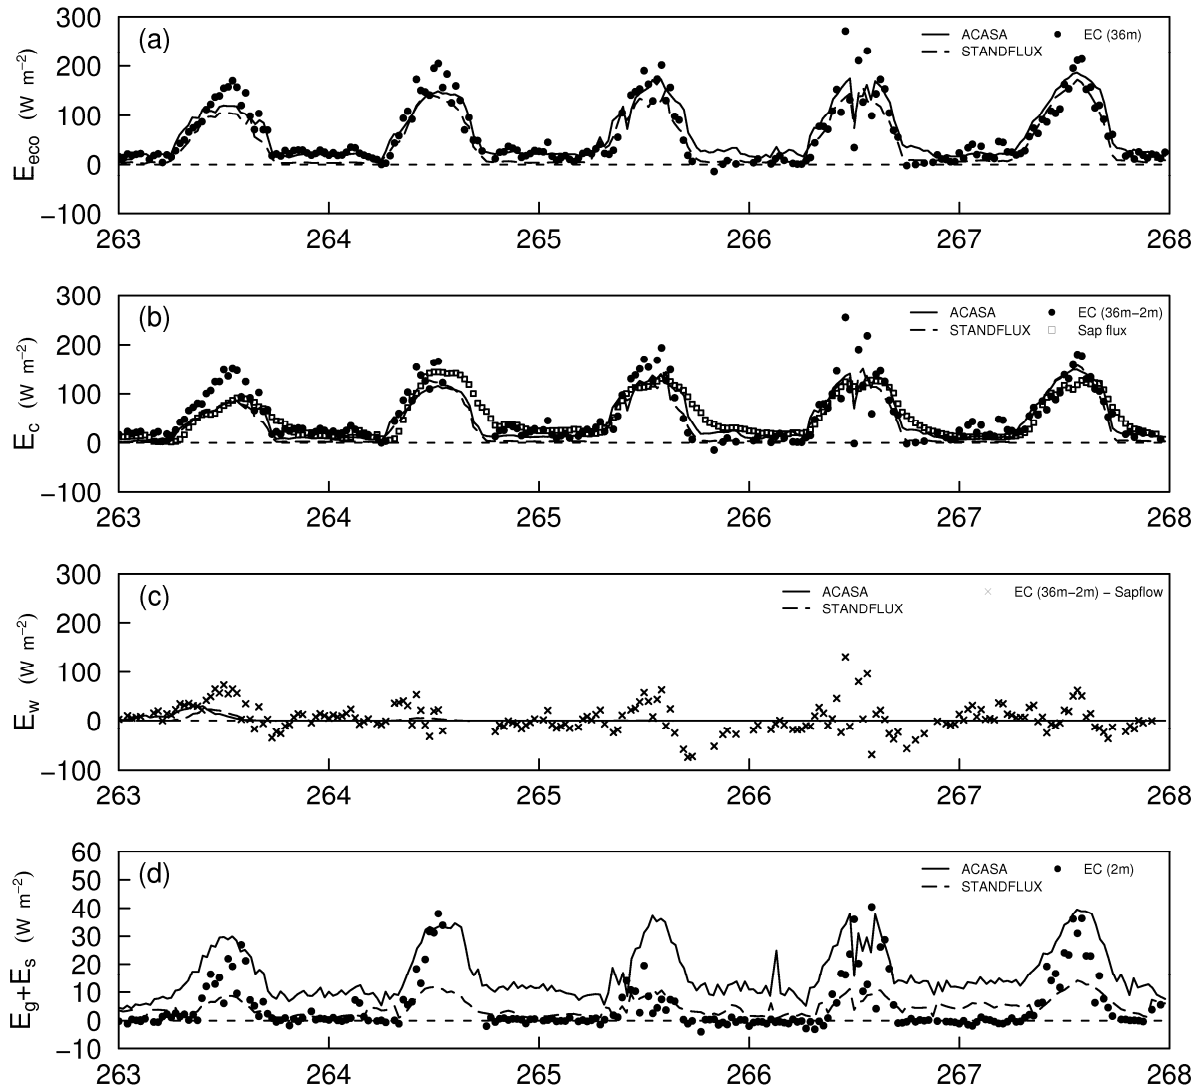 300
(a)
ACASA
EC (36m)
STANDFLUX
200
100
0
−100
E_eco (W m−2)
263 264 265 266 267 268
300
(b)
ACASA
EC (36m−2m)
STANDFLUX
Sap flux
200
100
0
−100
E_c (W m−2)
263 264 265 266 267 268
300
(c)
ACASA
EC (36m−2m) − Sapflow
STANDFLUX
200
100
0
−100
E_w (W m−2)
263 264 265 266 267 268
60
(d)
ACASA
EC (2m)
STANDFLUX
50
40
30
20
10
0
−10
E_g+E_s (W m−2)
263 264 265 266 267 268